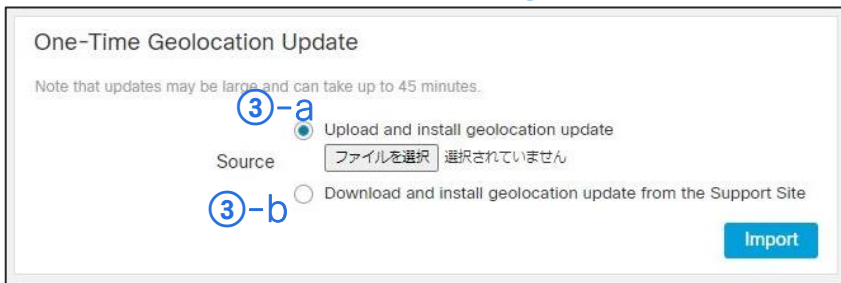 One-Time Geolocation Update
Note that updates may be large and can take up to 45 minutes.
③-a
Upload and install geolocation update
Source
ファイルを選択 選択されていません
③-b
Download and install geolocation update from the Support Site
Import